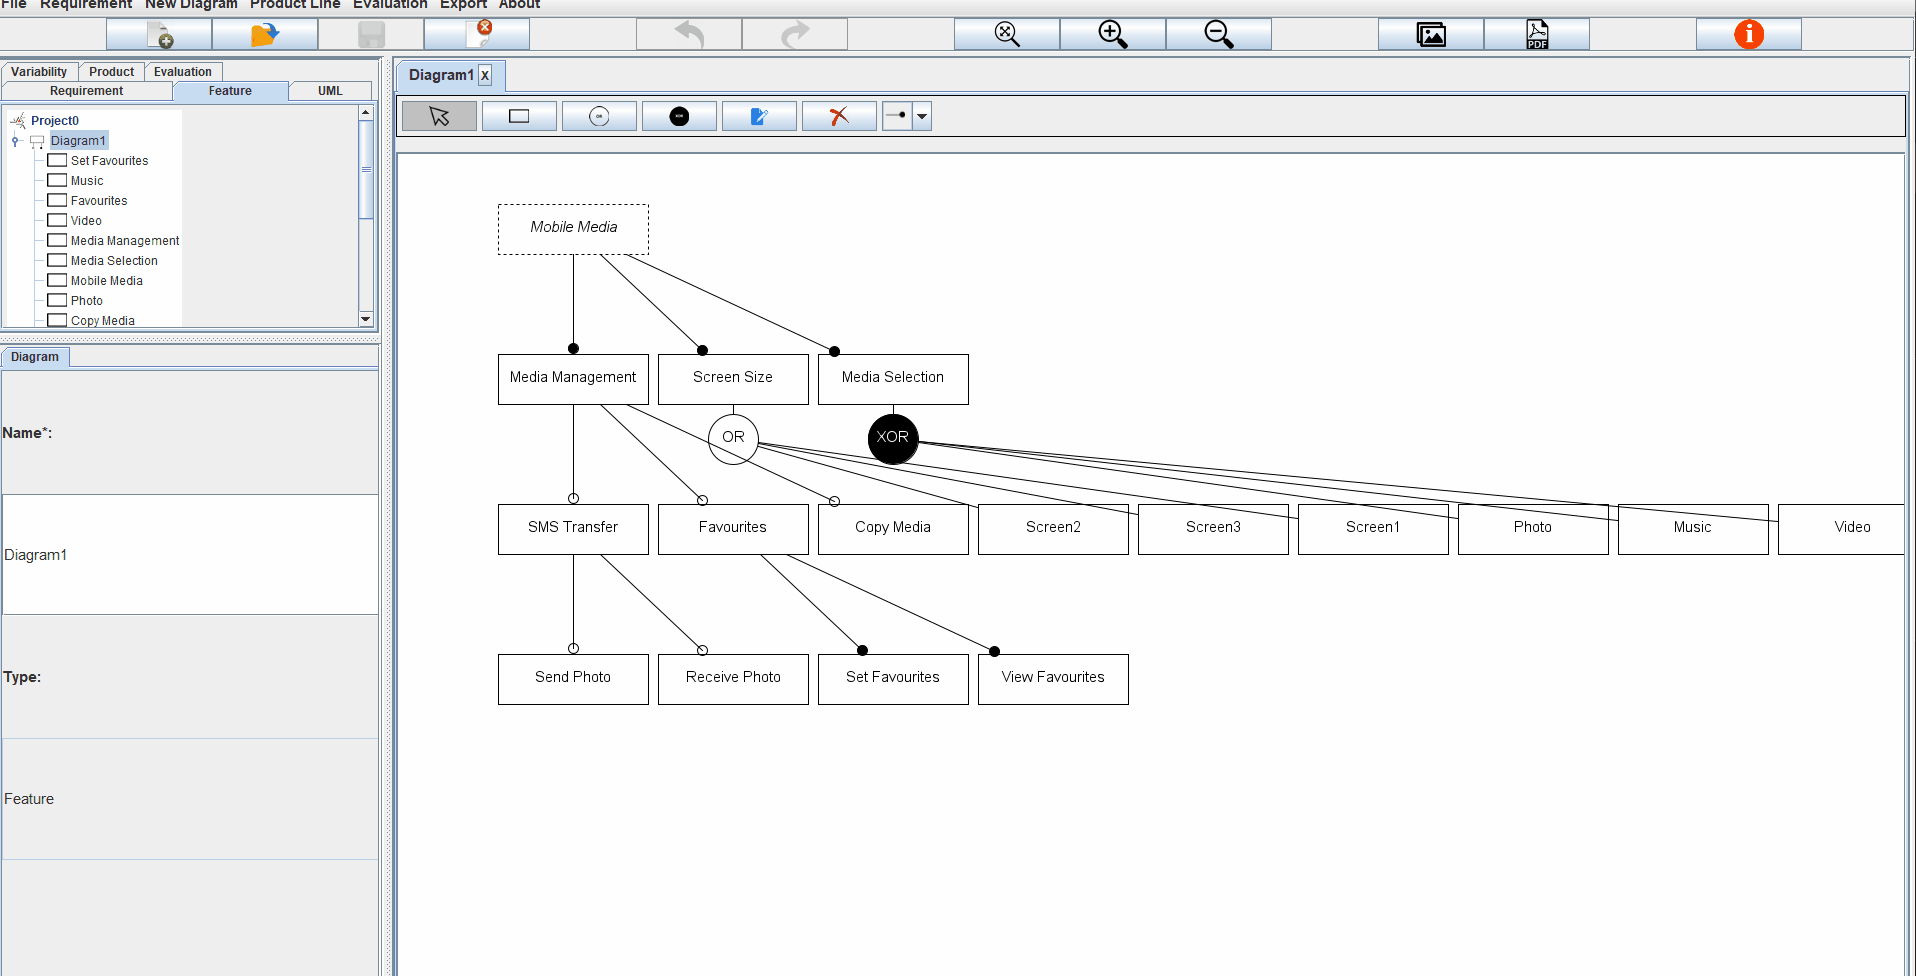 File Requirement New Diagram Product Line Evaluation Export About
PDF
i
Variability Product Evaluation
Requirement Feature UML
Project0
Diagram1
Set Favourites
Music
Favourites
Video
Media Management
Media Selection
Mobile Media
Photo
Copy Media
Diagram
Name*:
Diagram1
Type:
Feature
Diagram1 X
OR XOR
Mobile Media
Media Management Screen Size Media Selection
OR XOR
SMS Transfer Favourites Copy Media Screen2 Screen3 Screen1 Photo Music Video
Send Photo Receive Photo Set Favourites View Favourites